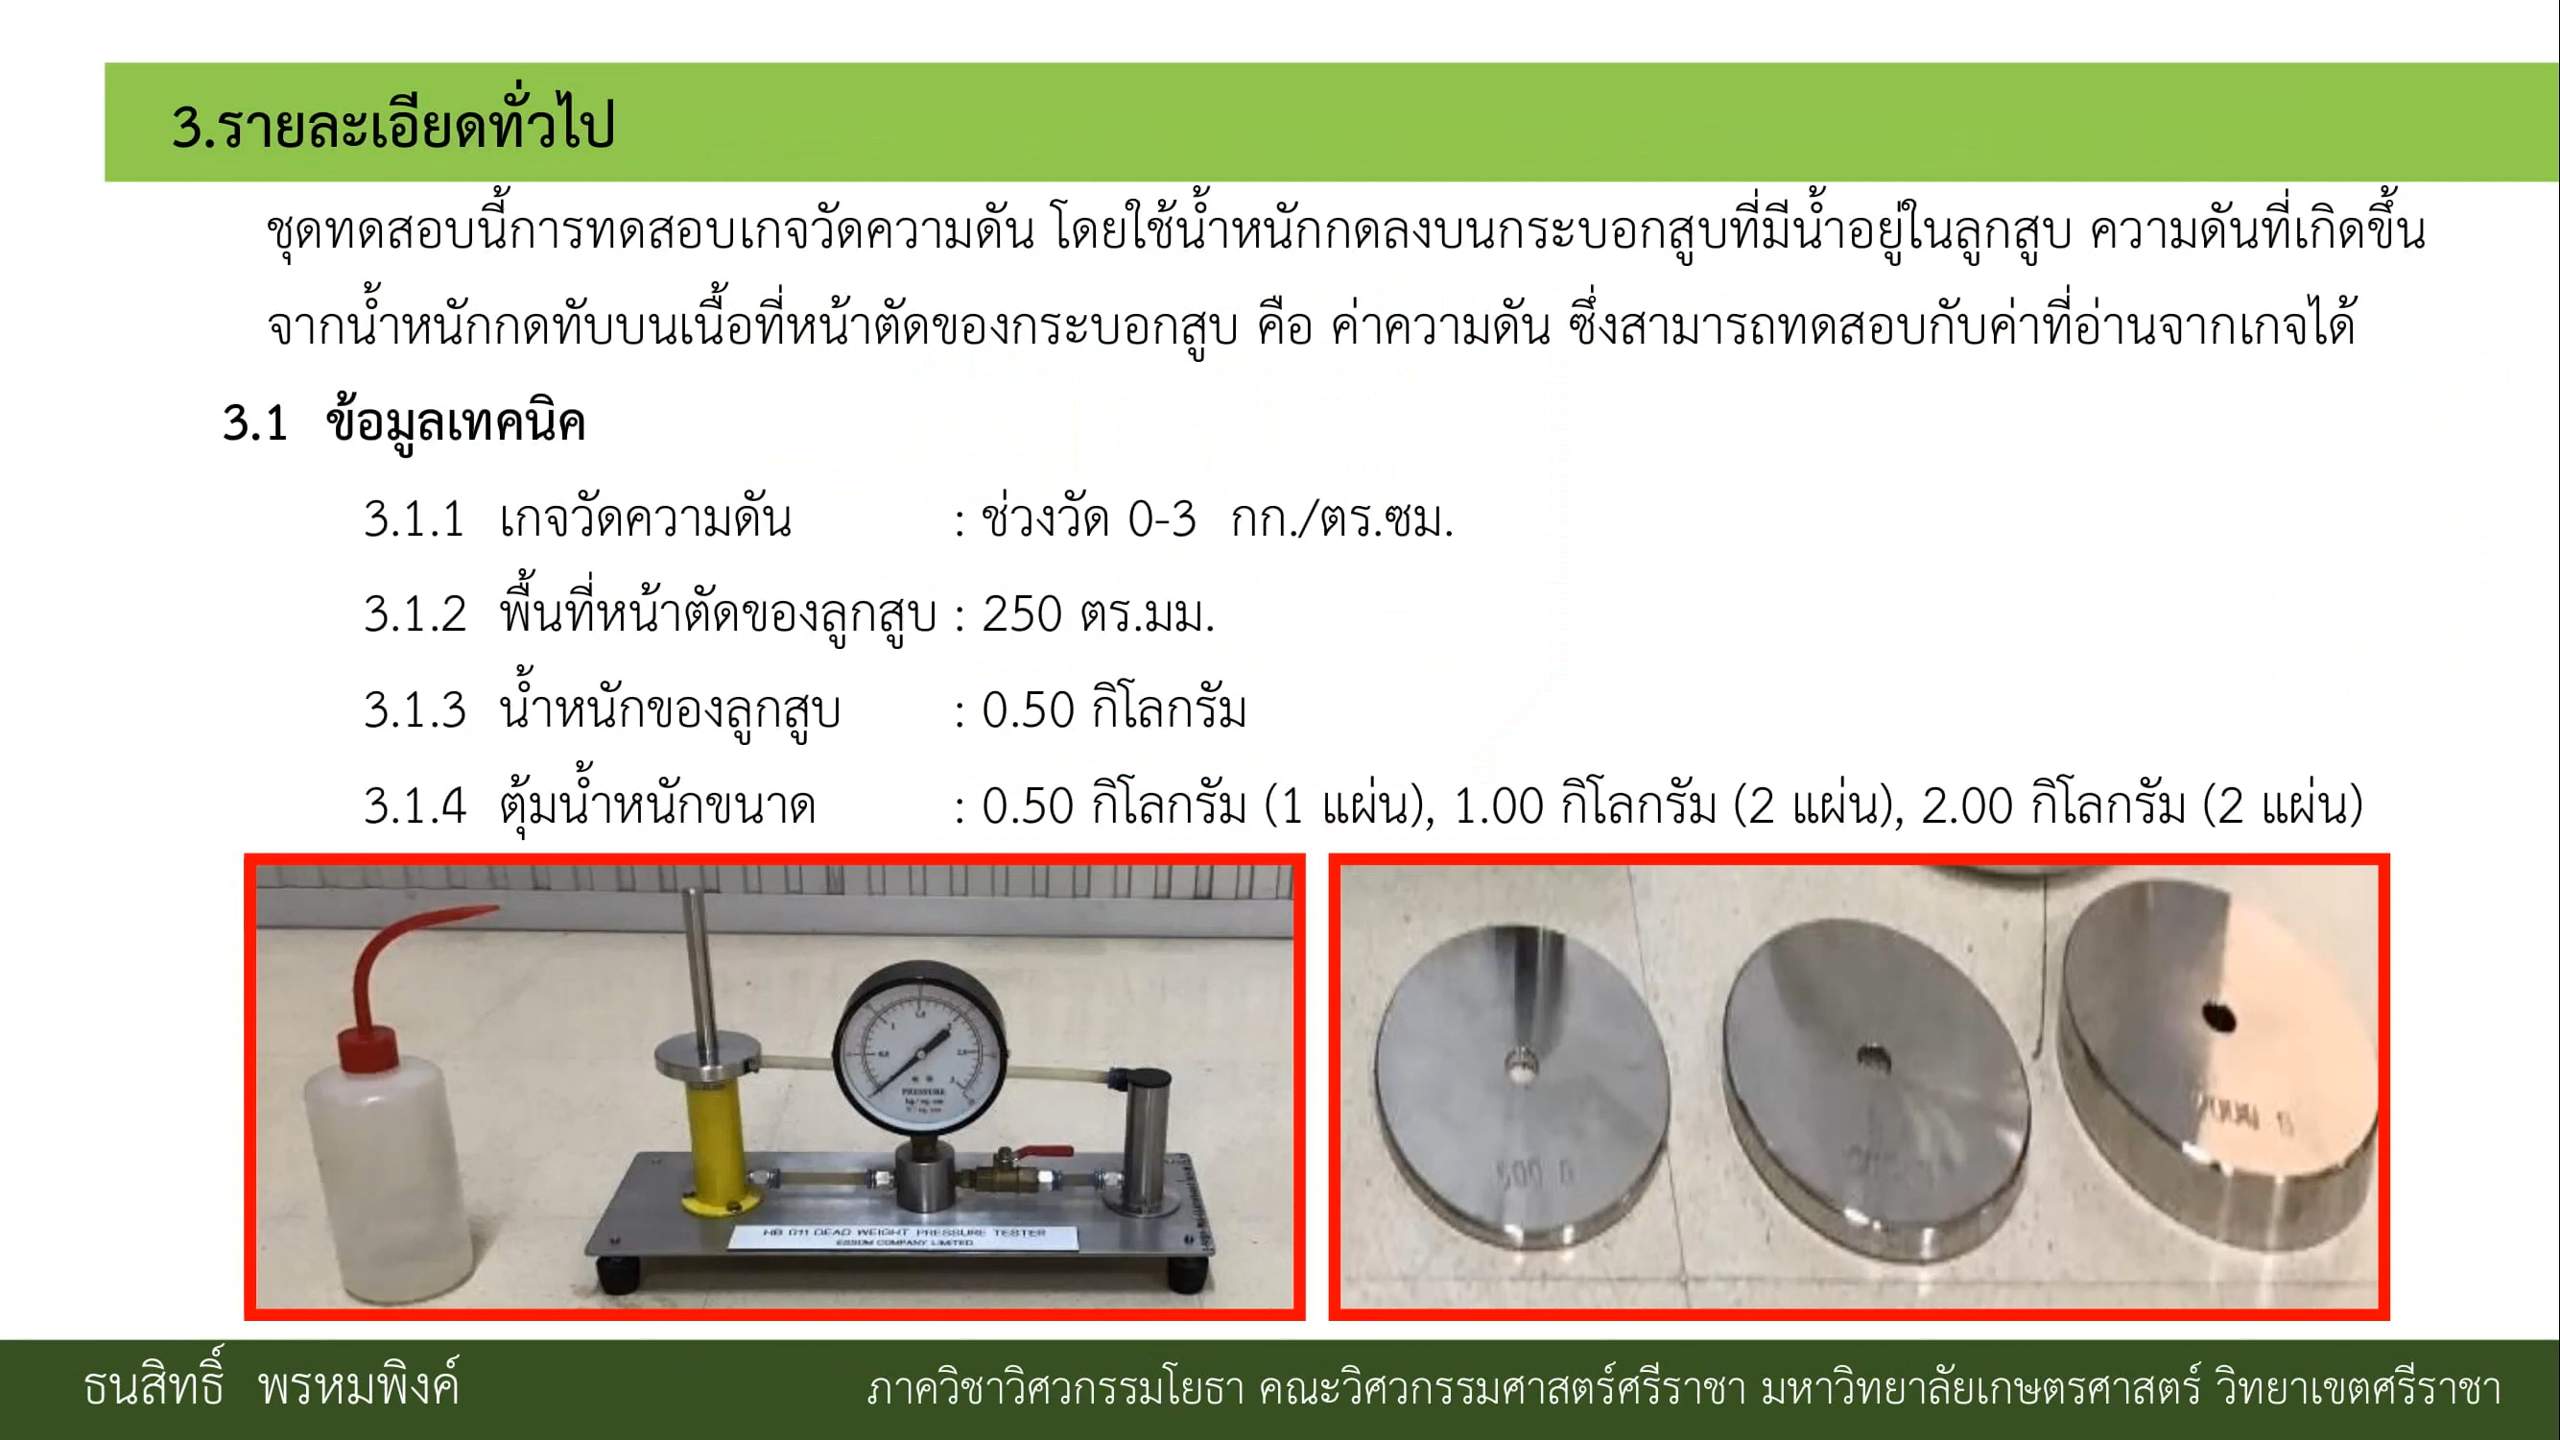 3.รายละเอียดทั่วไป
ชุดทดสอบนี้การทดสอบเกจวัดความดัน โดยใช้น้ำหนักกดลงบนกระบอกสูบที่มีน้ำอยู่ในลูกสูบ ความดันที่เกิดขึ้น
จากน้ำหนักกดทับบนเนื้อที่หน้าตัดของกระบอกสูบ คือ ค่าความดัน ซึ่งสามารถทดสอบกับค่าที่อ่านจากเกจได้
3.1 ข้อมูลเทคนิค
3.1.1 เกจวัดความดัน : ช่วงวัด 0-3 กก./ตร.ซม.
3.1.2 พื้นที่หน้าตัดของลูกสูบ : 250 ตร.มม.
3.1.3 น้ำหนักของลูกสูบ : 0.50 กิโลกรัม
3.1.4 ตุ้มน้ำหนักขนาด : 0.50 กิโลกรัม (1 แผ่น), 1.00 กิโลกรัม (2 แผ่น), 2.00 กิโลกรัม (2 แผ่น)
PRESSURE
HB 011 DEAD WEIGHT PRESSURE TESTER
ESSOM COMPANY LIMITED
500 G
ธนสิทธิ์ พรหมพิงค์
ภาควิชาวิศวกรรมโยธา คณะวิศวกรรมศาสตร์ศรีราชา มหาวิทยาลัยเกษตรศาสตร์ วิทยาเขตศรีราชา